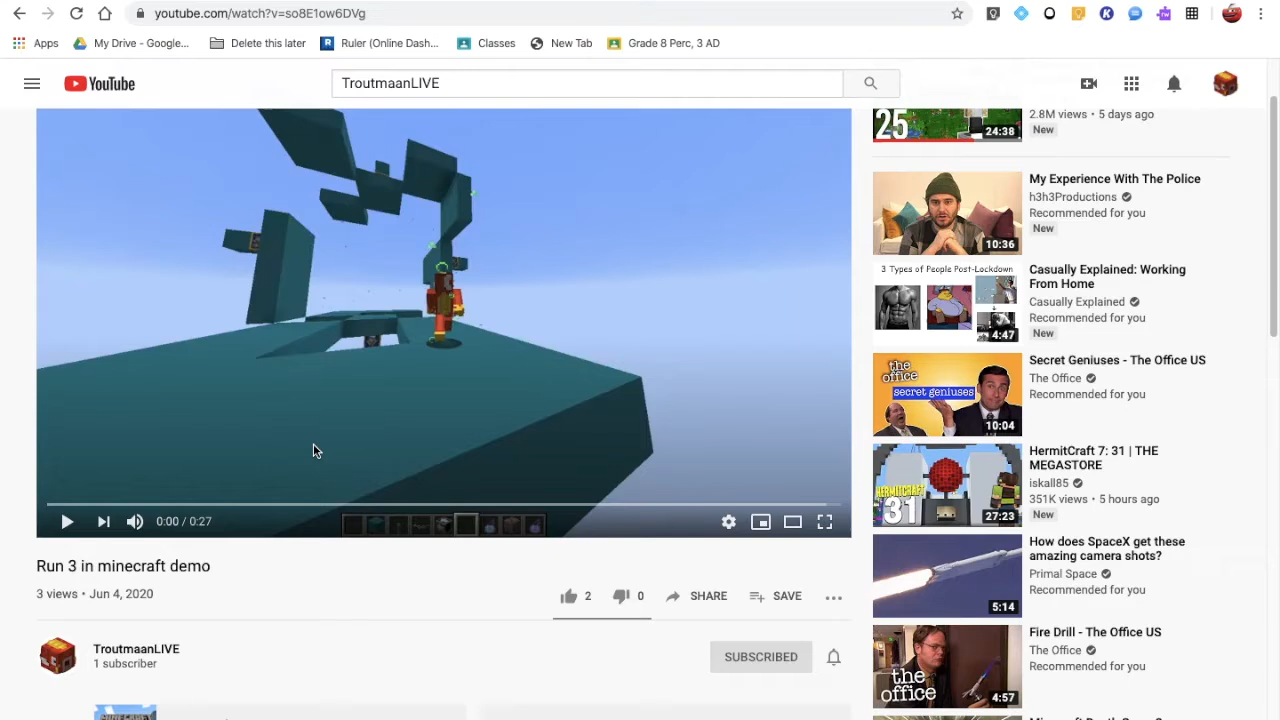 youtube.com/watch?v=so8E1ow6DVg
Apps
My Drive - Google...
Delete this later
Ruler (Online Dash...
Classes
New Tab
Grade 8 Perc, 3 AD
YouTube
TroutmaanLIVE
25
24:38
2.8M views • 5 days ago
New
My Experience With The Police
h3h3Productions
Recommended for you
New
10:36
3 Types of People Post-Lockdown
4:47
Casually Explained: Working
From Home
Casually Explained
Recommended for you
New
the
office
secret geniuses
10:04
Secret Geniuses - The Office US
The Office
Recommended for you
HERMITCRAFT
31
27:23
HermitCraft 7: 31 | THE
MEGASTORE
iskall85
351K views • 5 hours ago
New
5:14
How does SpaceX get these
amazing camera shots?
Primal Space
Recommended for you
the
office
4:57
Fire Drill - The Office US
The Office
Recommended for you
0:00 / 0:27
Run 3 in minecraft demo
3 views • Jun 4, 2020
2
0
SHARE
SAVE
TroutmaanLIVE
1 subscriber
SUBSCRIBED